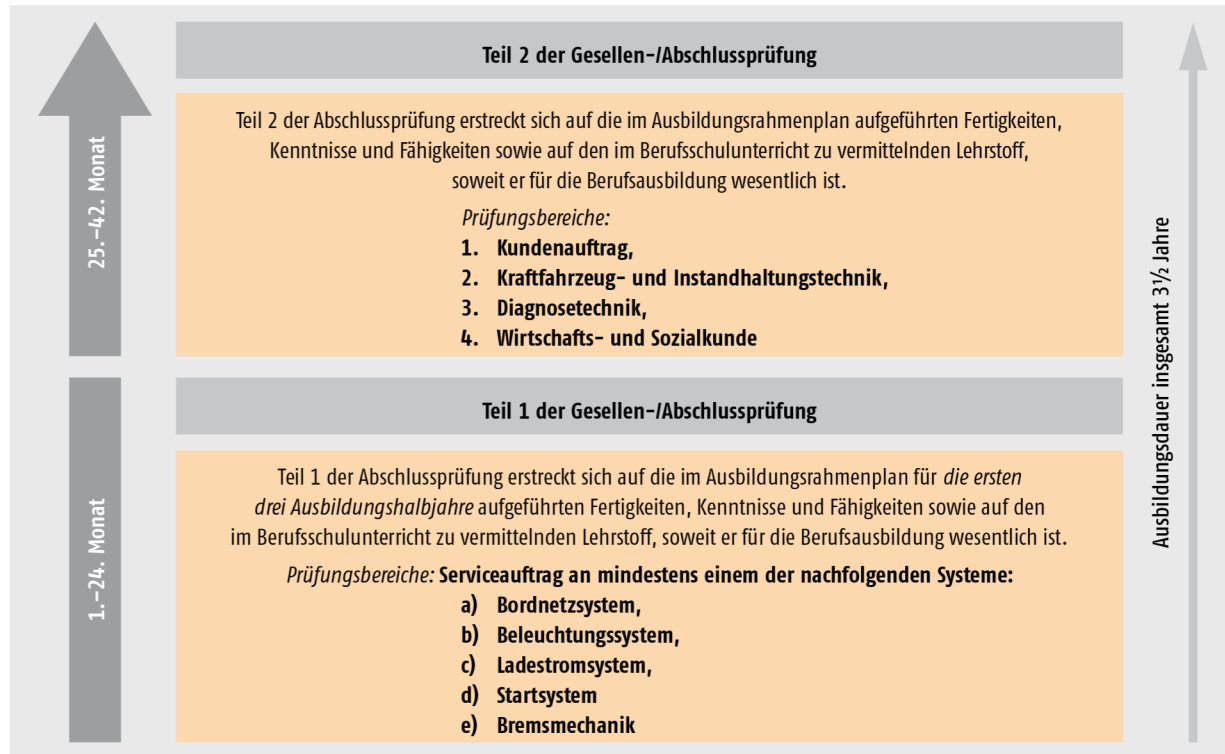 Teil 2 der Gesellen-/Abschlussprüfung
25.–42. Monat
Teil 2 der Abschlussprüfung erstreckt sich auf die im Ausbildungsrahmenplan aufgeführten Fertigkeiten,
Kenntnisse und Fähigkeiten sowie auf den im Berufsschulunterricht zu vermittelnden Lehrstoff,
soweit er für die Berufsausbildung wesentlich ist.
Prüfungsbereiche:
1. Kundenauftrag,
2. Kraftfahrzeug- und Instandhaltungstechnik,
3. Diagnosetechnik,
4. Wirtschafts- und Sozialkunde
Teil 1 der Gesellen-/Abschlussprüfung
1.–24. Monat
Teil 1 der Abschlussprüfung erstreckt sich auf die im Ausbildungsrahmenplan für die ersten
drei Ausbildungshalbjahre aufgeführten Fertigkeiten, Kenntnisse und Fähigkeiten sowie auf den
im Berufsschulunterricht zu vermittelnden Lehrstoff, soweit er für die Berufsausbildung wesentlich ist.
Prüfungsbereiche: Serviceauftrag an mindestens einem der nachfolgenden Systeme:
a) Bordnetzsystem,
b) Beleuchtungssystem,
c) Ladestromsystem,
d) Startsystem
e) Bremsmechanik
Ausbildungsdauer insgesamt 3½ Jahre